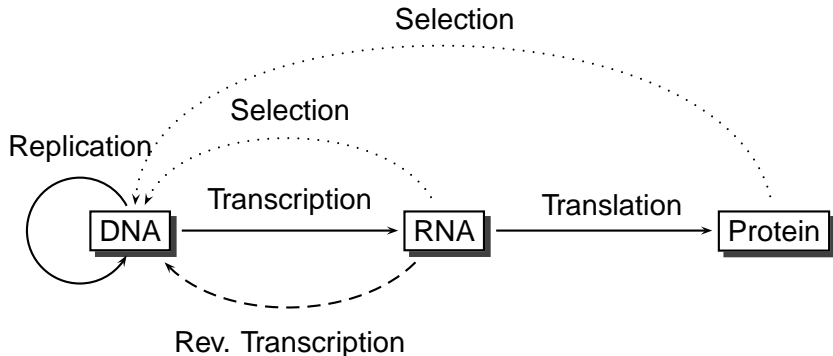 Selection
Selection
Replication
Transcription
Translation
DNA
RNA
Protein
Rev. Transcription